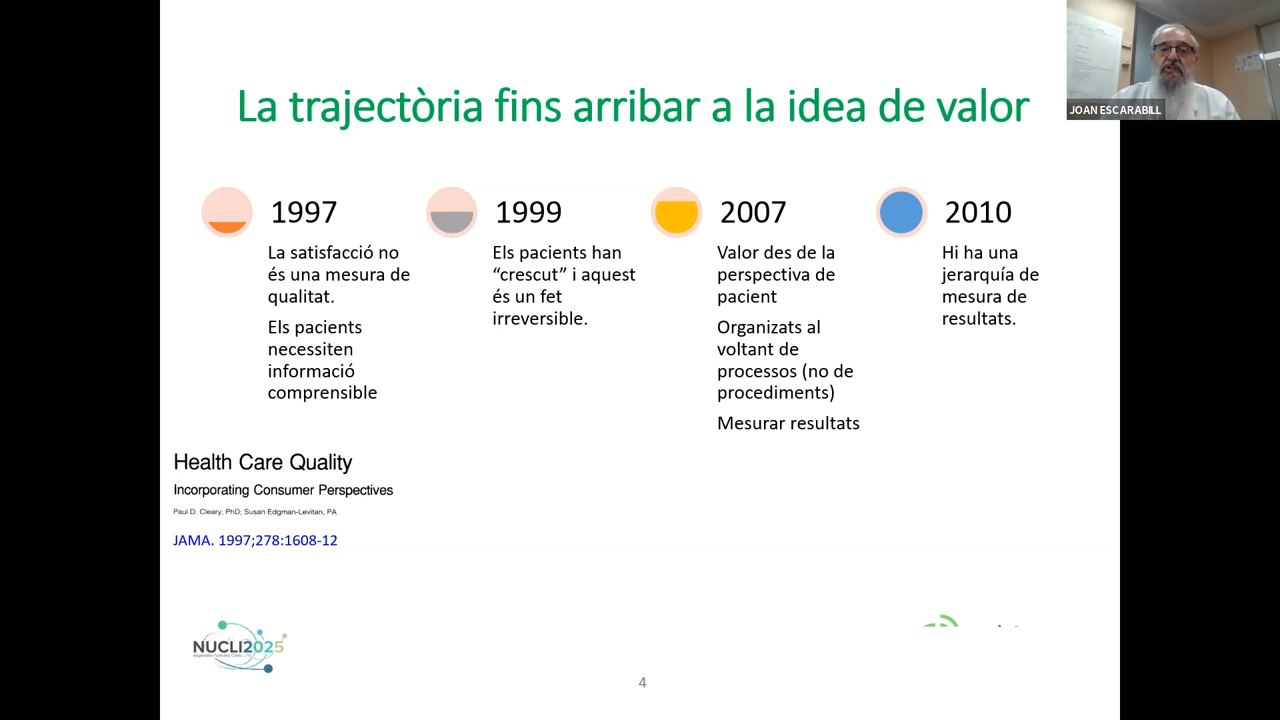 La trajectòria fins arribar a la idea de valor
JOAN ESCARABILL
1997
La satisfacció no
és una mesura de
qualitat.
Els pacients
necessiten
informació
comprensible
1999
Els pacients han
“crescut” i aquest
és un fet
irreversible.
2007
Valor des de la
perspectiva de
pacient
Organizats al
voltant de
processos (no de
procediments)
Mesurar resultats
2010
Hi ha una
jerarquía de
mesura de
resultats.
Health Care Quality
Incorporating Consumer Perspectives
Paul D. Cleary, PhD; Susan Edgman-Levitan, PA
JAMA. 1997;278:1608-12
NUCLI2025
4